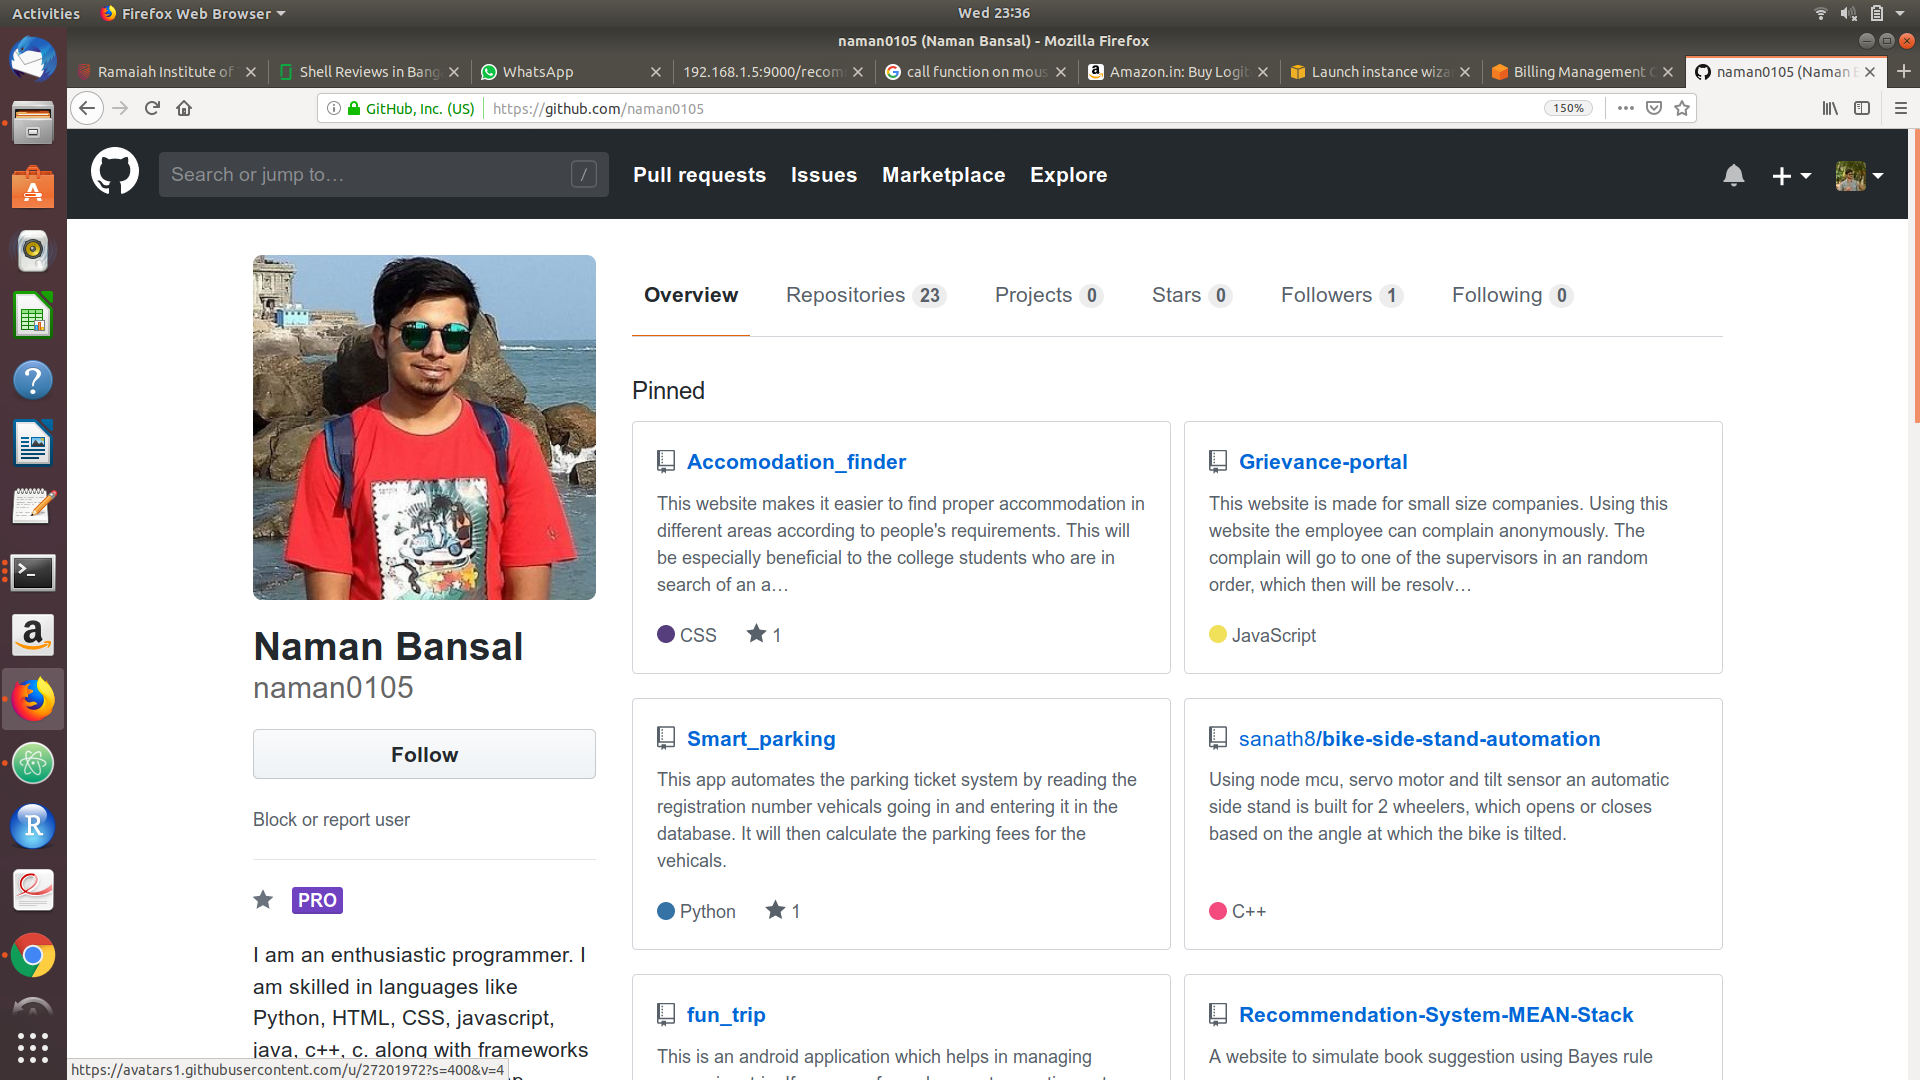 Activities
Firefox Web Browser
Wed 23:36
naman0105 (Naman Bansal) - Mozilla Firefox
Ramaiah Institute of
Shell Reviews in Bang
WhatsApp
192.168.1.5:9000/recom
call function on mous
Amazon.in: Buy Logit
Launch instance wiza
Billing Management C
naman0105 (Naman B
GitHub, Inc. (US)
https://github.com/naman0105
150%
Search or jump to…
/
Pull requests
Issues
Marketplace
Explore
Overview
Repositories 23
Projects 0
Stars 0
Followers 1
Following 0
Pinned
Accomodation_finder
This website makes it easier to find proper accommodation in
different areas according to people's requirements. This will
be especially beneficial to the college students who are in
search of an a…
CSS
1
Grievance-portal
This website is made for small size companies. Using this
website the employee can complain anonymously. The
complain will go to one of the supervisors in an random
order, which then will be resolv…
JavaScript
Smart_parking
This app automates the parking ticket system by reading the
registration number vehicals going in and entering it in the
database. It will then calculate the parking fees for the
vehicals.
Python
1
sanath8/bike-side-stand-automation
Using node mcu, servo motor and tilt sensor an automatic
side stand is built for 2 wheelers, which opens or closes
based on the angle at which the bike is tilted.
C++
fun_trip
This is an android application which helps in managing
Recommendation-System-MEAN-Stack
A website to simulate book suggestion using Bayes rule
Naman Bansal
naman0105
Follow
Block or report user
PRO
I am an enthusiastic programmer. I
am skilled in languages like
Python, HTML, CSS, javascript,
java, c++, c. along with frameworks
https://avatars1.githubusercontent.com/u/27201972?s=400&v=4